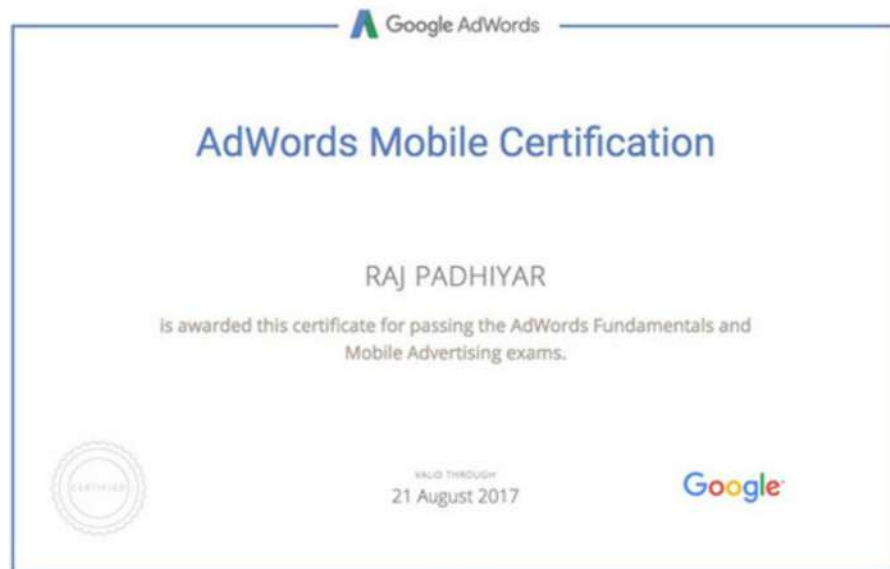 Google AdWords
AdWords Mobile Certification
RAJ PADHIYAR
is awarded this certificate for passing the AdWords Fundamentals and
Mobile Advertising exams.
CERTIFIED
VALID THROUGH
21 August 2017
Google